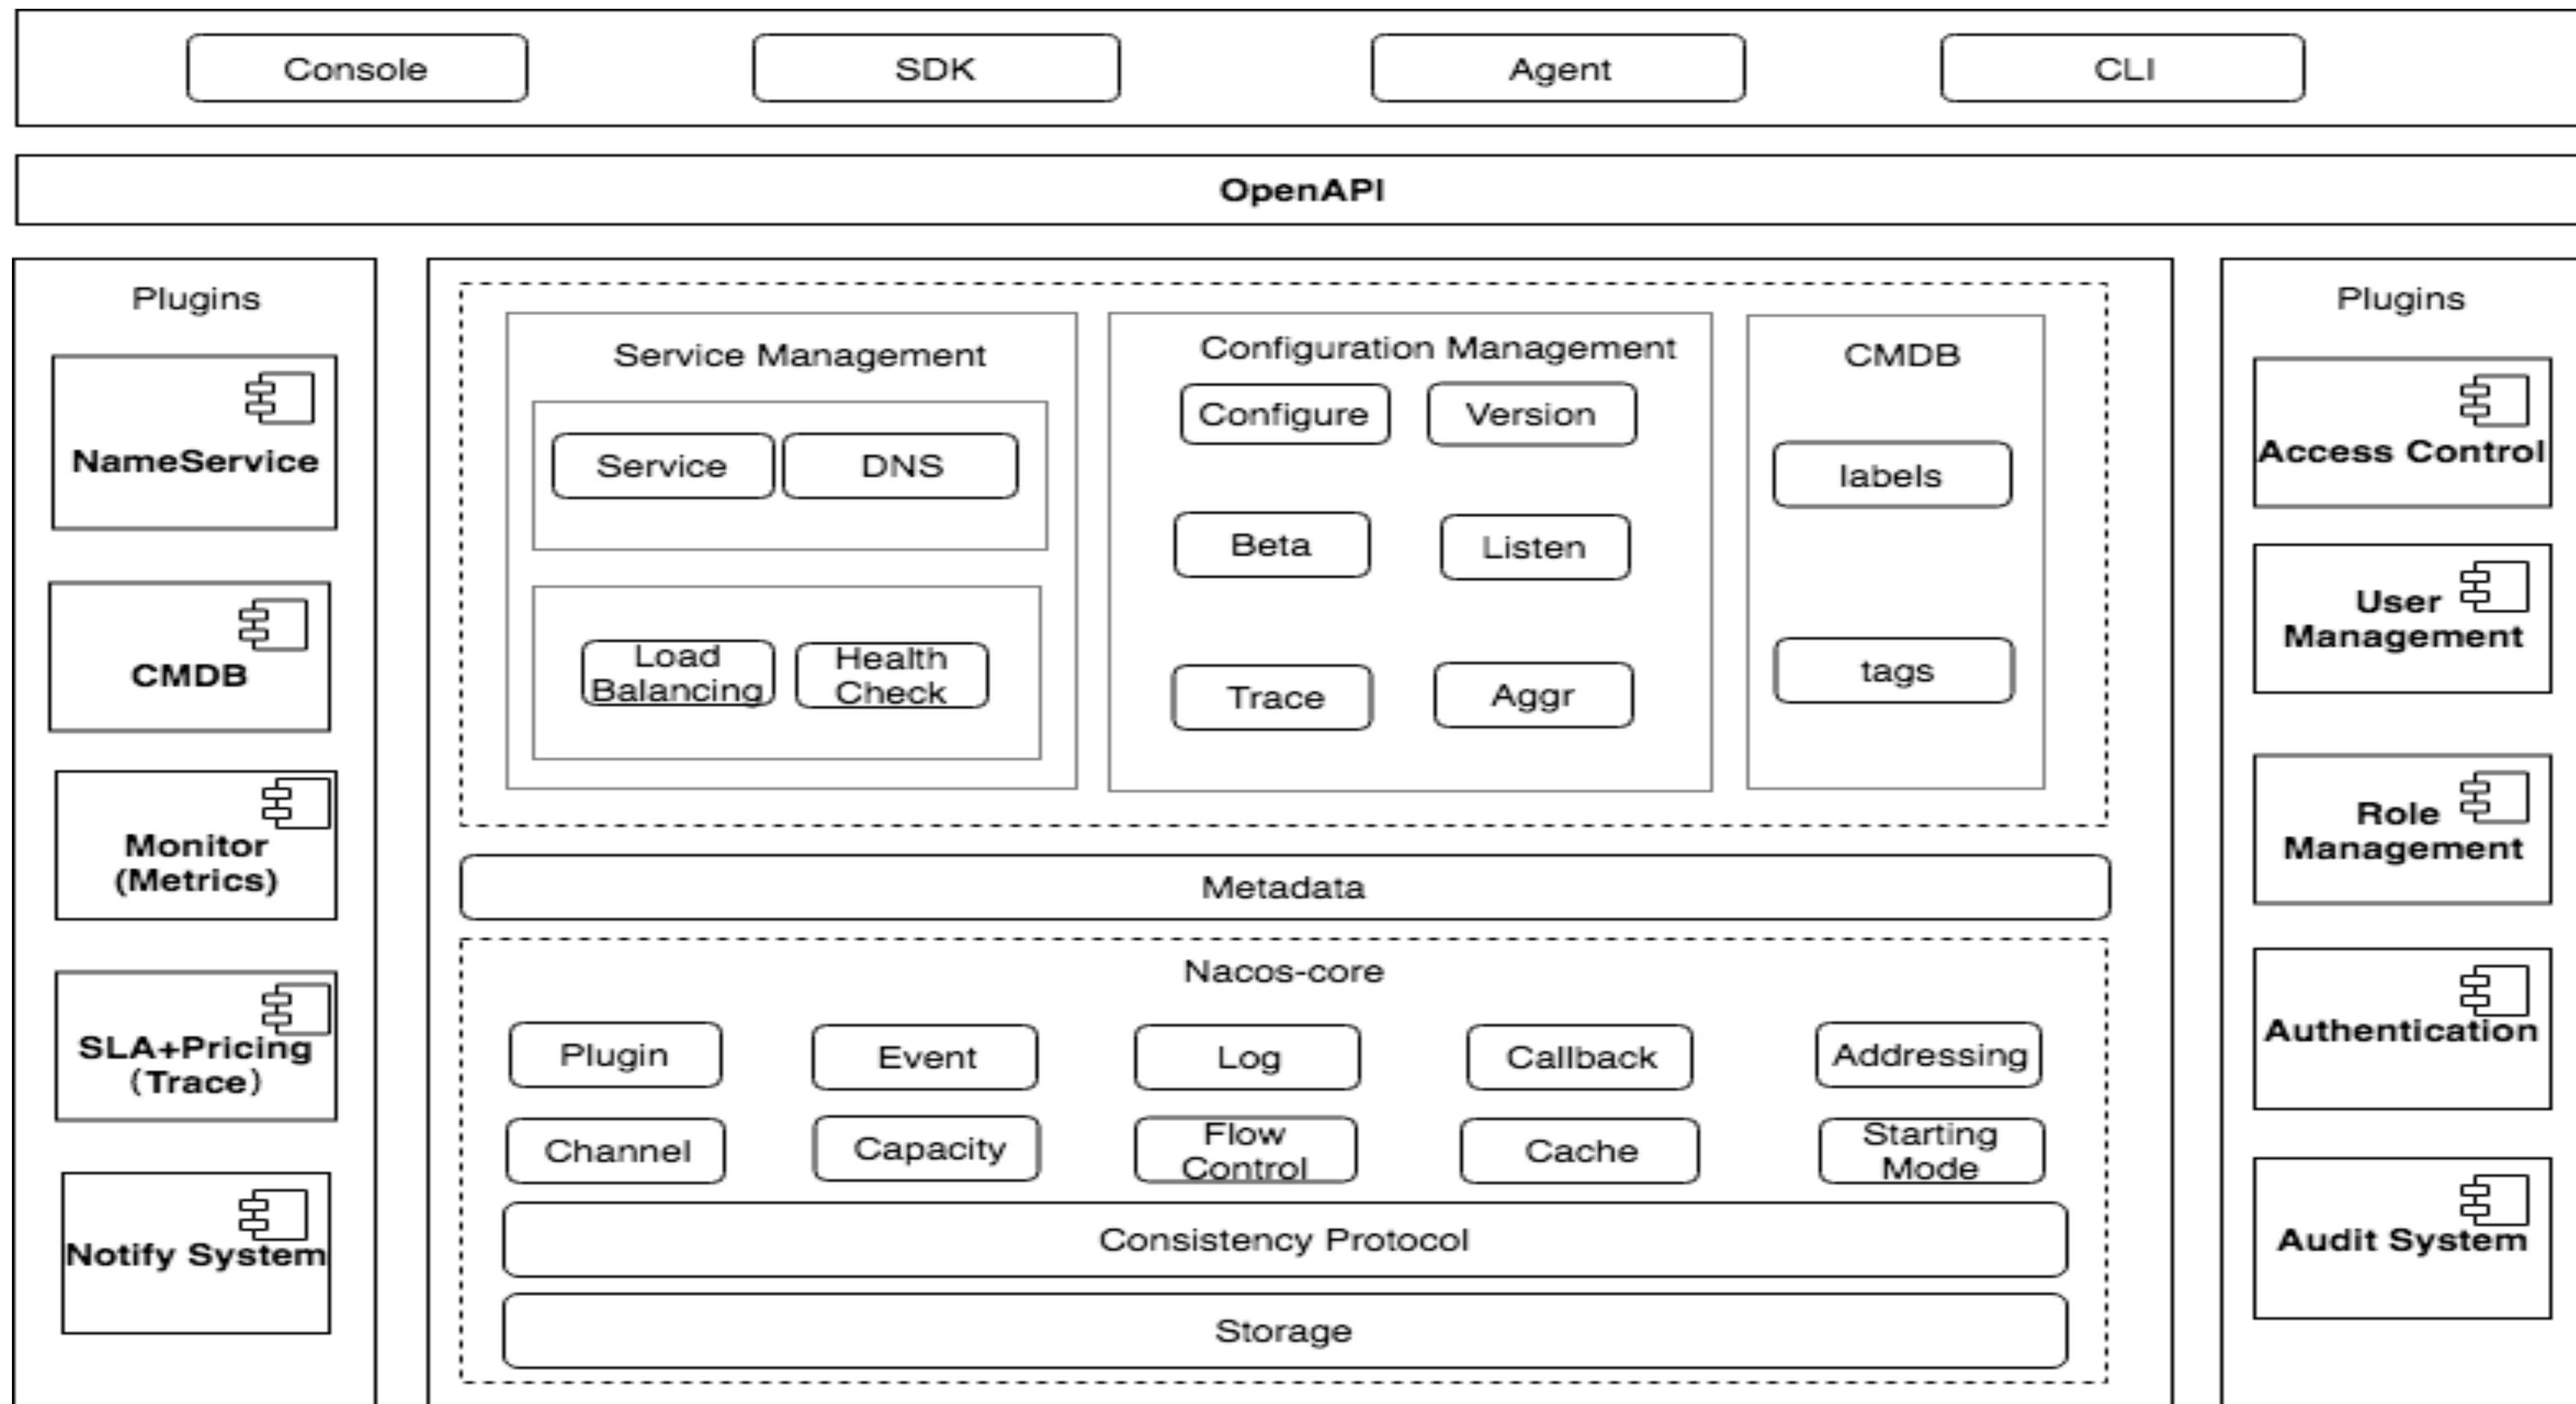 Console
SDK
Agent
CLI
OpenAPI
Plugins
NameService
CMDB
Monitor
(Metrics)
SLA+Pricing
(Trace)
Notify System
Service Management
Service
DNS
Load
Balancing
Health
Check
Configuration Management
Configure
Version
Beta
Listen
Trace
Aggr
CMDB
labels
tags
Metadata
Nacos-core
Plugin
Event
Log
Callback
Addressing
Channel
Capacity
Flow
Control
Cache
Starting
Mode
Consistency Protocol
Storage
Plugins
Access Control
User
Management
Role
Management
Authentication
Audit System